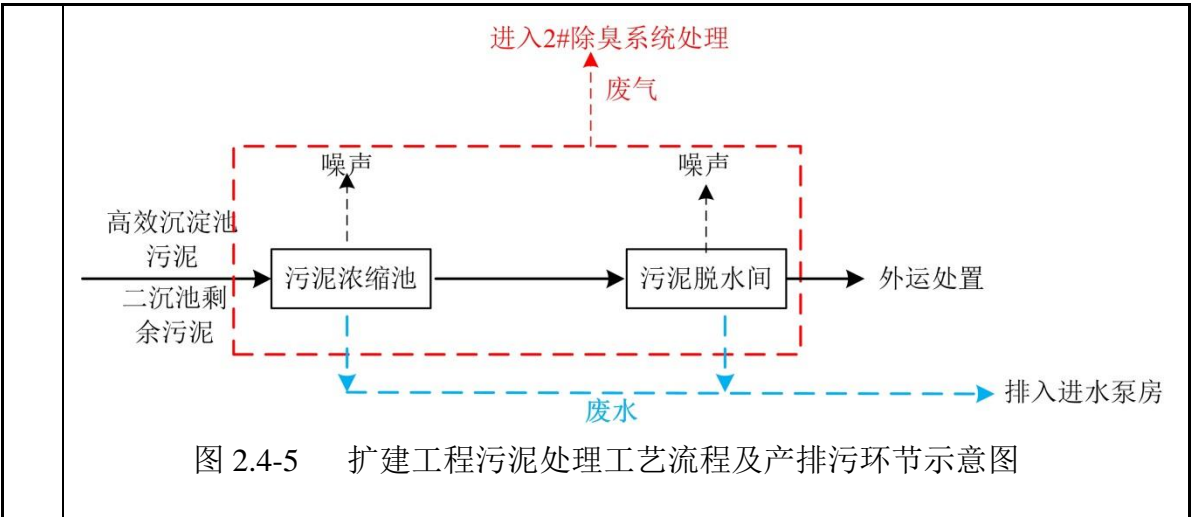 进入2#除臭系统处理
废气
噪声
噪声
高效沉淀池
污泥
污泥浓缩池
污泥脱水间
外运处置
二沉池剩
余污泥
废水
排入进水泵房
图 2.4-5 扩建工程污泥处理工艺流程及产排污环节示意图